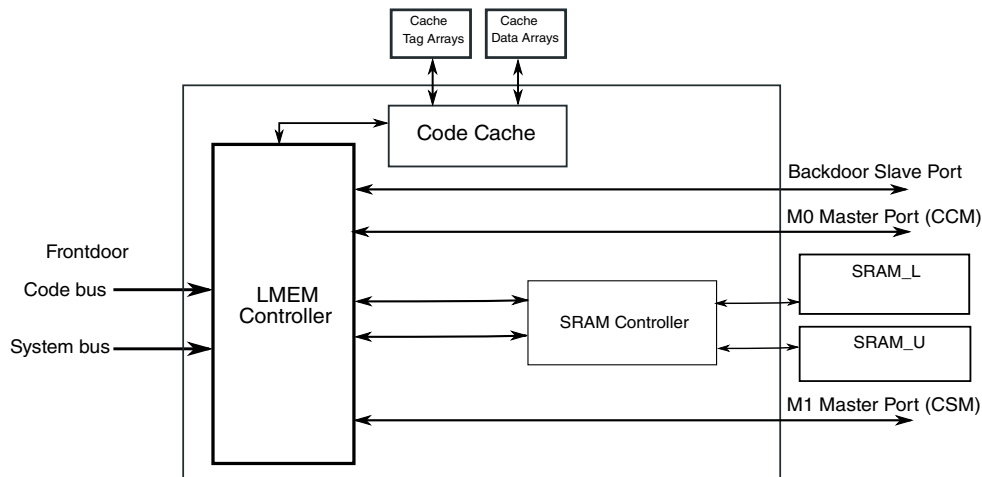 Cache
Tag Arrays
Cache
Data Arrays
Code Cache
Backdoor Slave Port
M0 Master Port (CCM)
Frontdoor
Code bus
LMEM
Controller
SRAM_L
SRAM Controller
System bus
SRAM_U
M1 Master Port (CSM)